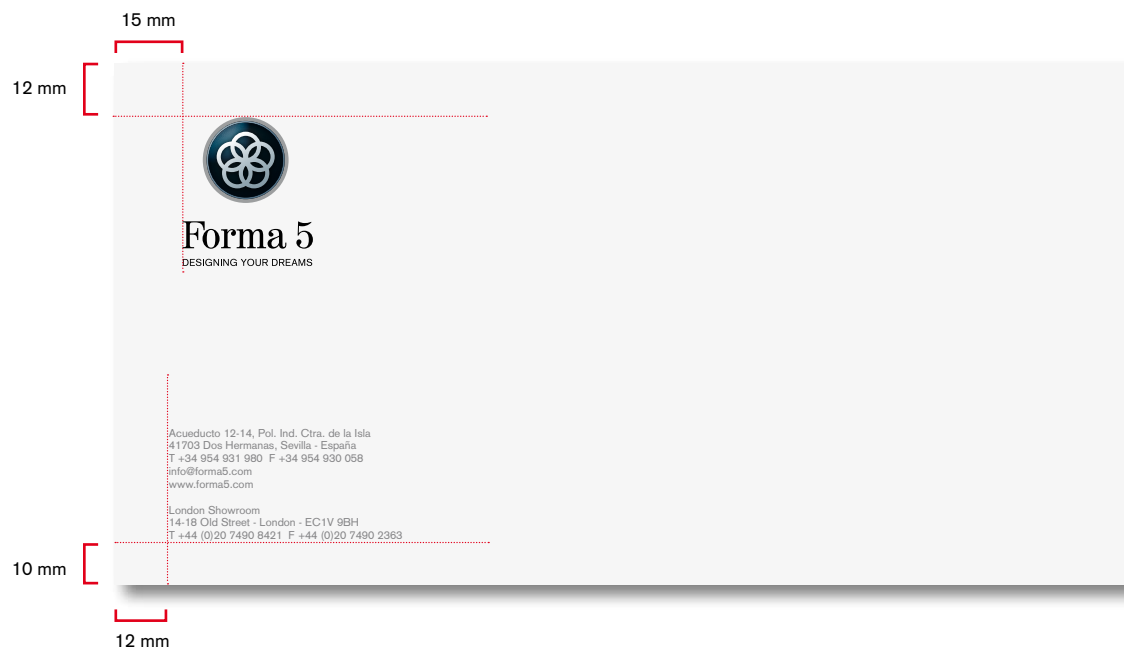 15 mm
12 mm
Forma 5
DESIGNING YOUR DREAMS
Acueducto 12-14, Pol. Ind. Ctra. de la Isla
41703 Dos Hermanas, Sevilla - España
T +34 954 931 980  F +34 954 930 058
info@forma5.com
www.forma5.com
London Showroom
14-18 Old Street - London - EC1V 9BH
T +44 (0)20 7490 8421  F +44 (0)20 7490 2363
10 mm
12 mm